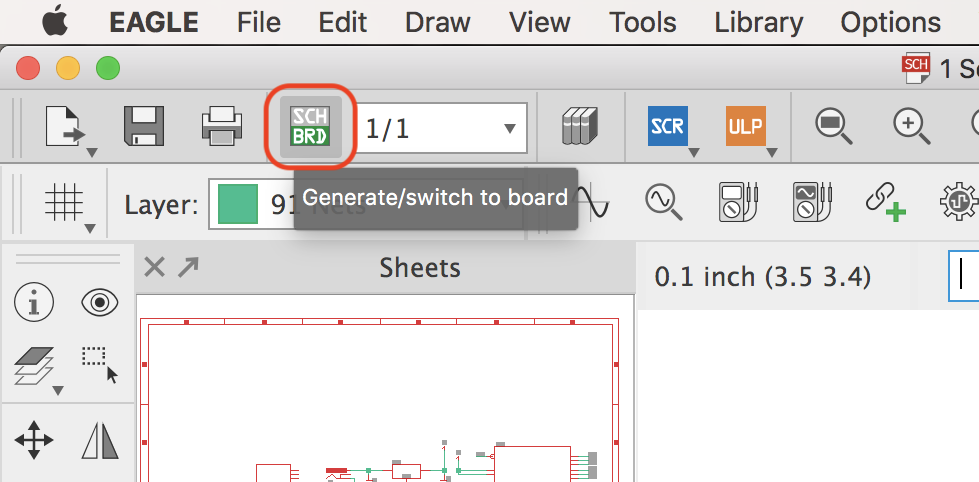 EAGLE File Edit Draw View Tools Library Options
SCH 1 Sc
SCH BRD 1/1 SCR ULP
Layer: 91 Nets
Generate/switch to board
Sheets
0.1 inch (3.5 3.4)